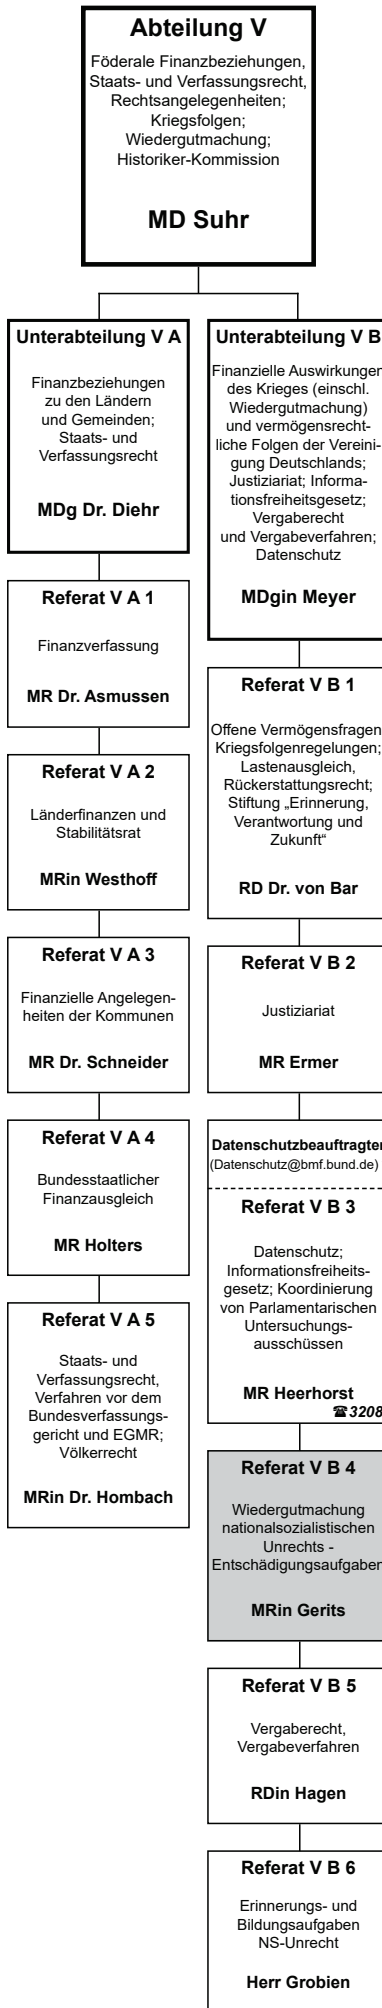 Abteilung V
Föderale Finanzbeziehungen,
Staats- und Verfassungsrecht,
Rechtsangelegenheiten;
Kriegsfolgen;
Wiedergutmachung;
Historiker-Kommission
MD Suhr
Unterabteilung V A
Finanzbeziehungen
zu den Ländern
und Gemeinden;
Staats- und
Verfassungsrecht
MDg Dr. Diehr
Referat V A 1
Finanzverfassung
MR Dr. Asmussen
Referat V A 2
Länderfinanzen und
Stabilitätsrat
MRin Westhoff
Referat V A 3
Finanzielle Angelegen-
heiten der Kommunen
MR Dr. Schneider
Referat V A 4
Bundesstaatlicher
Finanzausgleich
MR Holters
Referat V A 5
Staats- und
Verfassungsrecht,
Verfahren vor dem
Bundesverfassungs-
gericht und EGMR;
Völkerrecht
MRin Dr. Hombach
Unterabteilung V B
Finanzielle Auswirkungen
des Krieges (einschl.
Wiedergutmachung)
und vermögensrecht-
liche Folgen der Vereini-
gung Deutschlands;
Justiziariat; Informa-
tionsfreiheitsgesetz;
Vergaberecht
und Vergabeverfahren;
Datenschutz
MDgin Meyer
Referat V B 1
Offene Vermögensfragen
Kriegsfolgenregelungen;
Lastenausgleich,
Rückerstattungsrecht;
Stiftung „Erinnerung,
Verantwortung und
Zukunft“
RD Dr. von Bar
Referat V B 2
Justiziariat
MR Ermer
Datenschutzbeauftragter
(Datenschutz@bmf.bund.de)
Referat V B 3
Datenschutz;
Informationsfreiheits-
gesetz; Koordinierung
von Parlamentarischen
Untersuchungs-
ausschüssen
MR Heerhorst
☎3208
Referat V B 4
Wiedergutmachung
nationalsozialistischen
Unrechts -
Entschädigungsaufgaben
MRin Gerits
Referat V B 5
Vergaberecht,
Vergabeverfahren
RDin Hagen
Referat V B 6
Erinnerungs- und
Bildungsaufgaben
NS-Unrecht
Herr Grobien